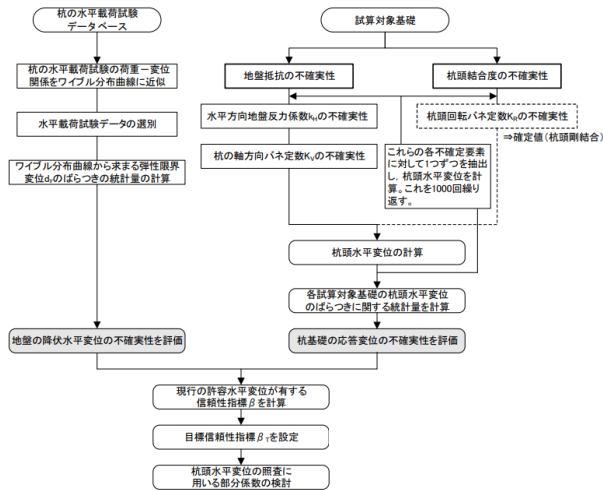 杭の水平載荷試験
データベース
杭の水平載荷試験の荷重ー変位
関係をワイブル分布曲線に近似
水平載荷試験データの選別
ワイブル分布曲線から求まる弾性限界
変位dyのばらつきの統計量の計算
地盤の降伏水平変位の不確実性を評価
試算対象基礎
地盤抵抗の不確実性
杭頭結合度の不確実性
水平方向地盤反力係数kHの不確実性
杭頭回転バネ定数KRの不確実性
⇒確定値(杭頭剛結合)
杭の軸方向バネ定数KVの不確実性
これらの各不確定要素
に対して1つずつを抽出
し,杭頭水平変位を計
算。これを1000回繰り
返す。
杭頭水平変位の計算
各試算対象基礎の杭頭水平変位
のばらつきに関する統計量を計算
杭基礎の応答変位の不確実性を評価
現行の許容水平変位が有する
信頼性指標βを計算
目標信頼性指標βTを設定
杭頭水平変位の照査に
用いる部分係数の検討